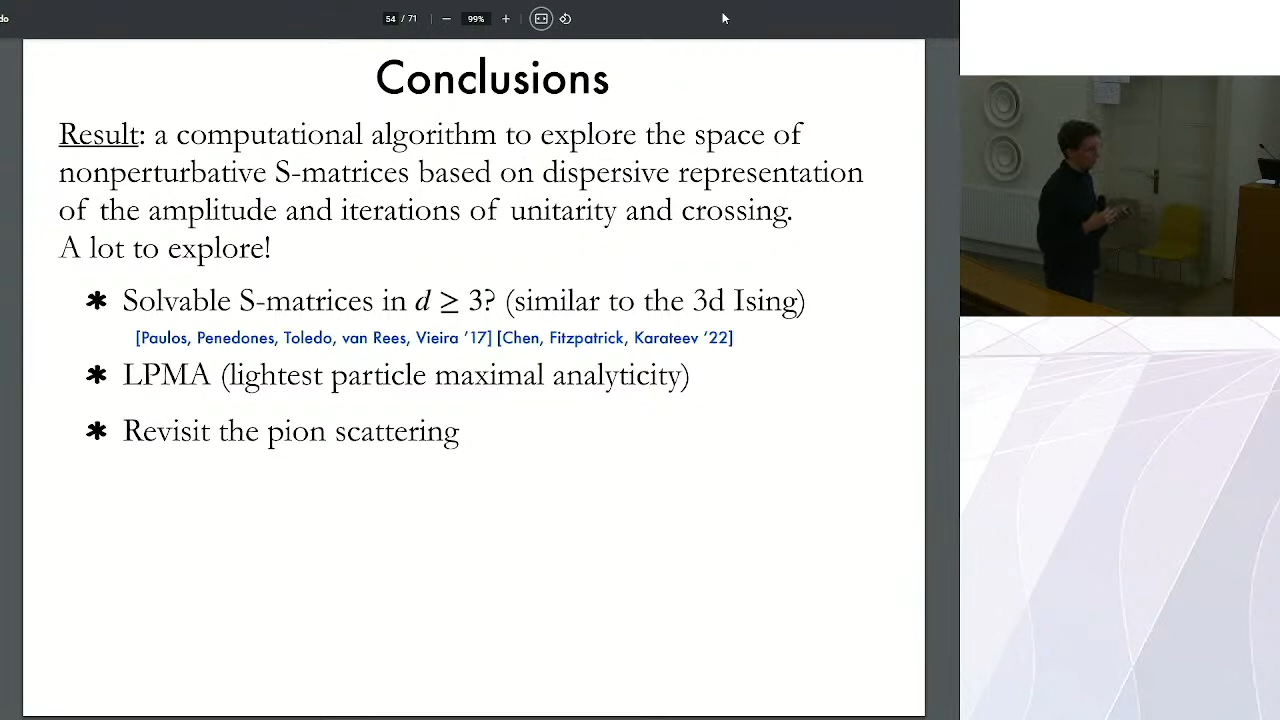 do
54 / 71
99%
Conclusions
Result: a computational algorithm to explore the space of
nonperturbative S-matrices based on dispersive representation
of the amplitude and iterations of unitarity and crossing.
A lot to explore!
* Solvable S-matrices in d ≥ 3? (similar to the 3d Ising)
[Paulos, Penedones, Toledo, van Rees, Vieira ’17] [Chen, Fitzpatrick, Karateev ’22]
* LPMA (lightest particle maximal analyticity)
* Revisit the pion scattering